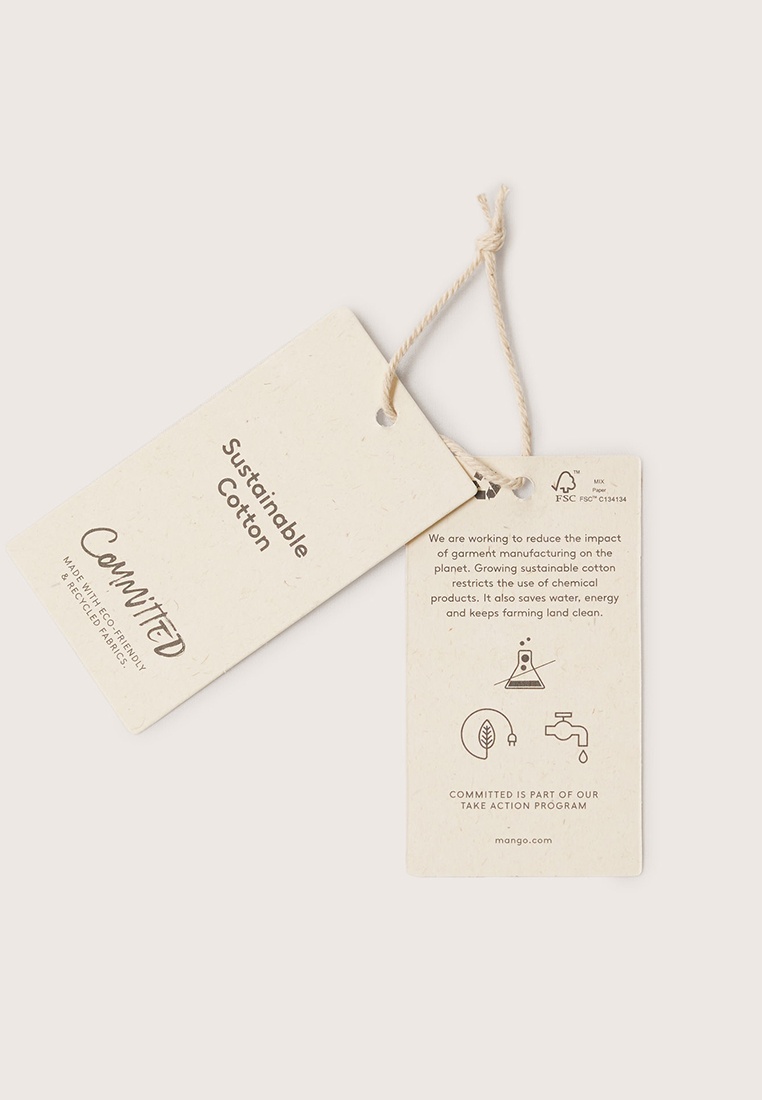 Sustainable
Cotton
COMMITTED
MADE WITH ECO-FRIENDLY
& RECYCLED FABRICS.
FSC™
MIX
Paper
FSC™ C134134
We are working to reduce the impact
of garment manufacturing on the
planet. Growing sustainable cotton
restricts the use of chemical
products. It also saves water, energy
and keeps farming land clean.
COMMITTED IS PART OF OUR
TAKE ACTION PROGRAM
mango.com